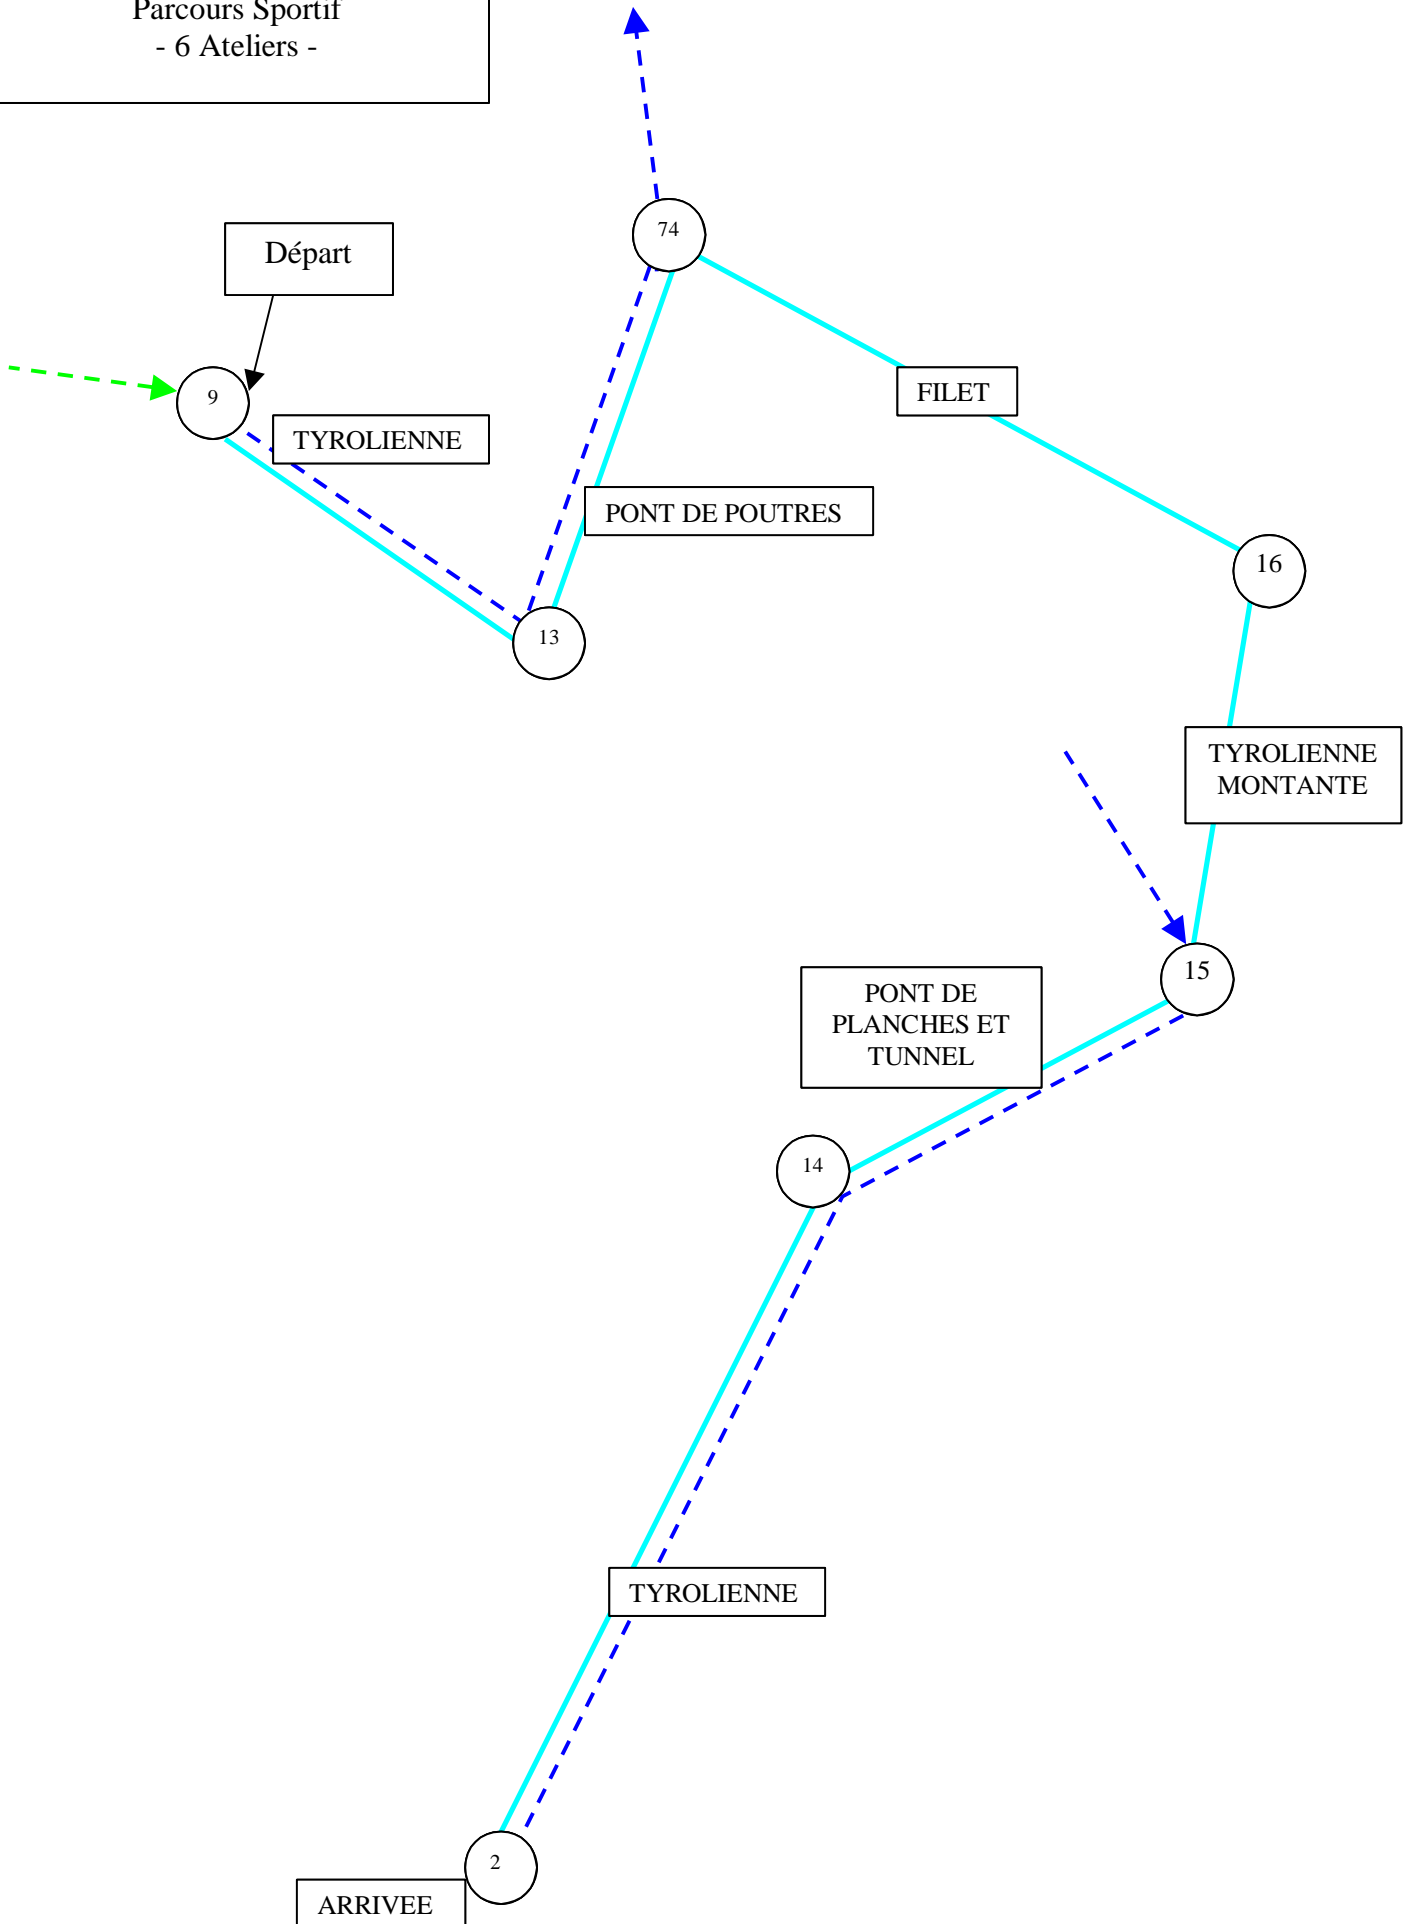 Parcours Sportif
- 6 Ateliers -
74
Départ
9
FILET
TYROLIENNE
PONT DE POUTRES
16
13
TYROLIENNE
MONTANTE
15
PONT DE
PLANCHES ET
TUNNEL
14
TYROLIENNE
2
ARRIVEE